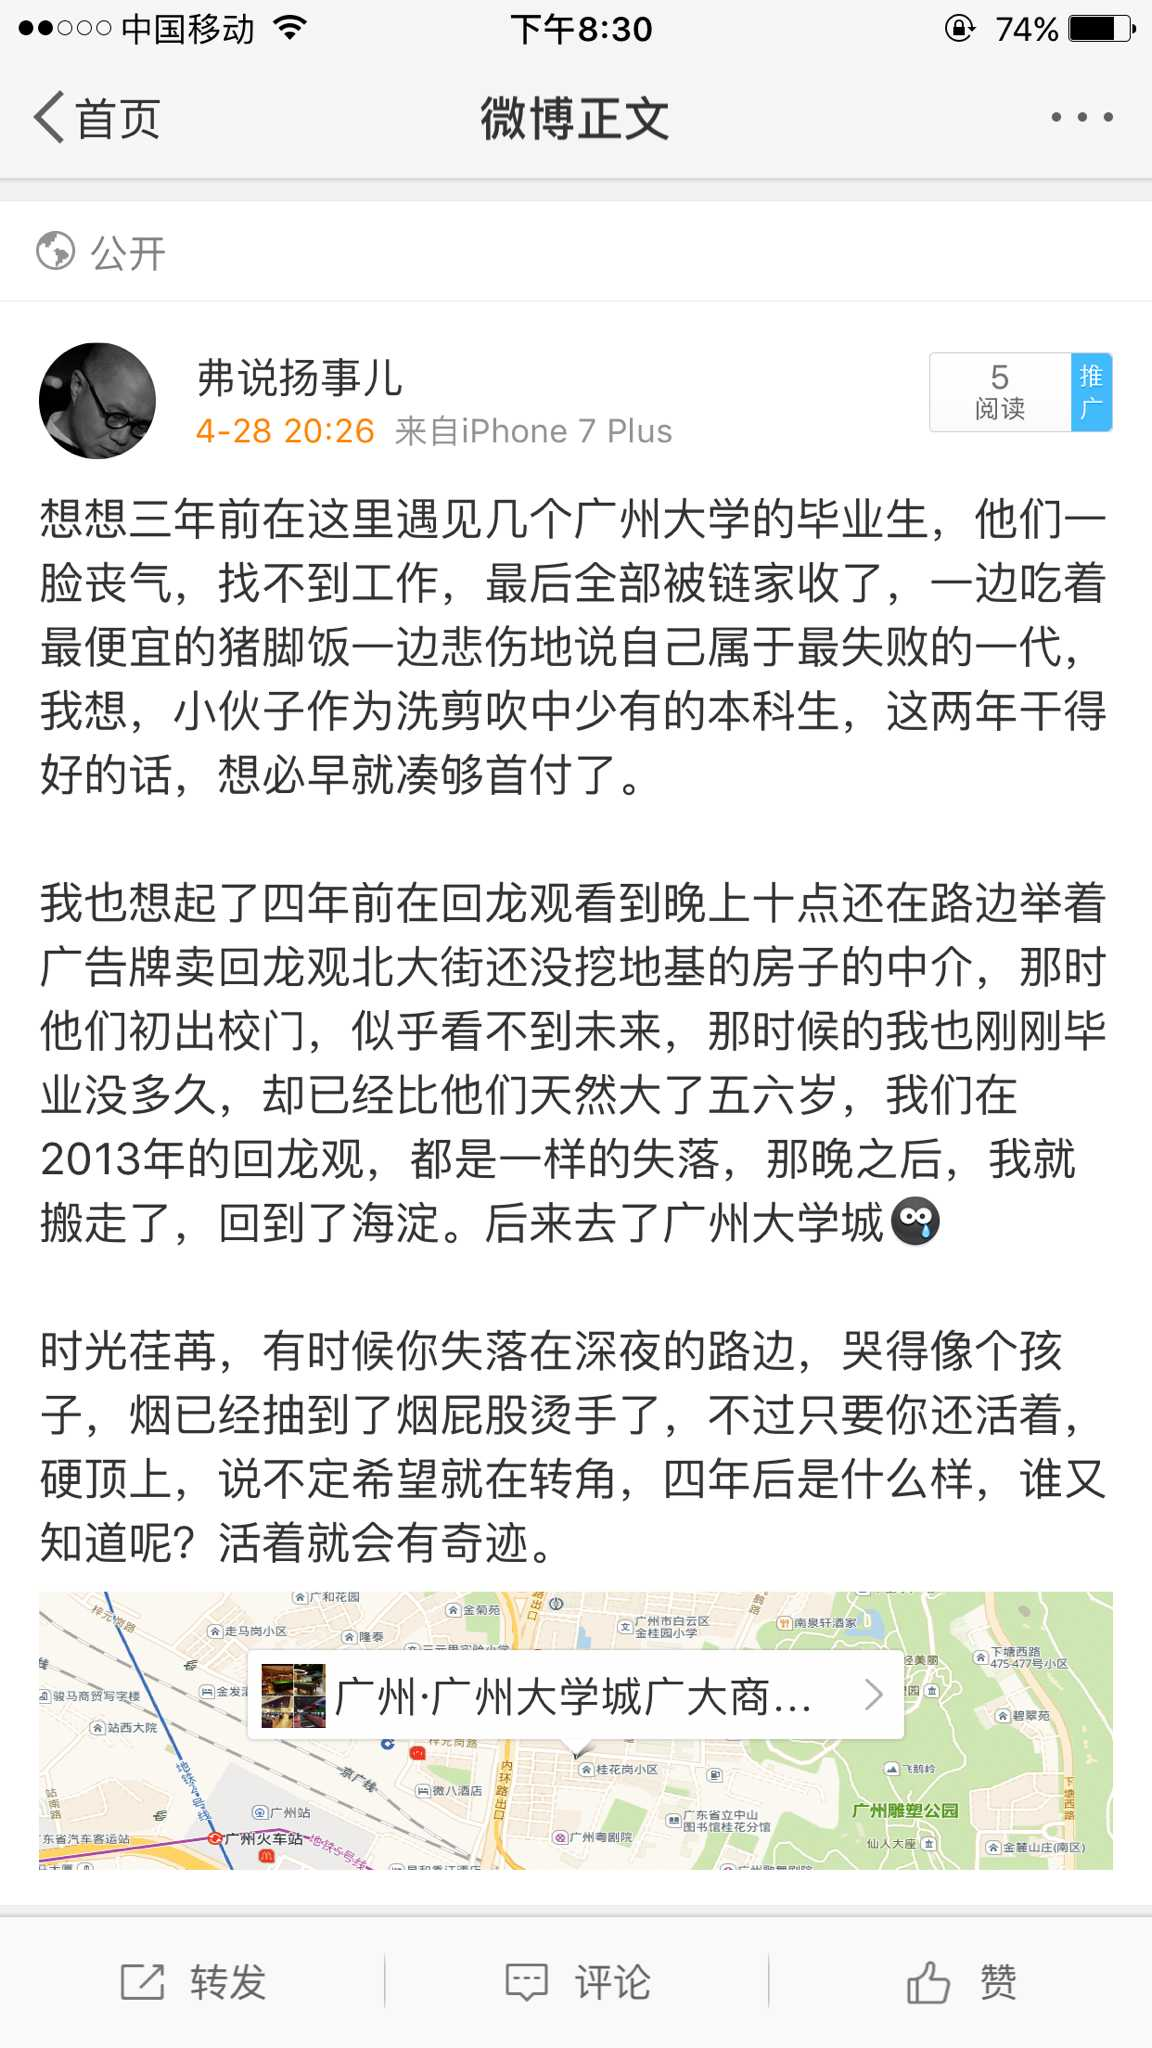 中国移动 下午8:30 74%
首页 微博正文
公开
弗说扬事儿
4-28 20:26 来自iPhone 7 Plus
5
阅读
推广
想想三年前在这里遇见几个广州大学的毕业生，他们一
脸丧气，找不到工作，最后全部被链家收了，一边吃着
最便宜的猪脚饭一边悲伤地说自己属于最失败的一代，
我想，小伙子作为洗剪吹中少有的本科生，这两年干得
好的话，想必早就凑够首付了。
我也想起了四年前在回龙观看到晚上十点还在路边举着
广告牌卖回龙观北大街还没挖地基的房子的中介，那时
他们初出校门，似乎看不到未来，那时候的我也刚刚毕
业没多久，却已经比他们天然大了五六岁，我们在
2013年的回龙观，都是一样的失落，那晚之后，我就
搬走了，回到了海淀。后来去了广州大学城
时光荏苒，有时候你失落在深夜的路边，哭得像个孩
子，烟已经抽到了烟屁股烫手了，不过只要你还活着，
硬顶上，说不定希望就在转角，四年后是什么样，谁又
知道呢？活着就会有奇迹。
广和花园
梓元岗路
金菊苑
走马岗小区
隆泰
广州市白云区
金桂园小学
南泉轩酒家
下塘西路
475-477号小区
骏马商贸写字楼
站西大院
金发
广州·广州大学城广大商...
碧翠苑
梓元岗路
桂花岗小区
飞鹅岭
地铁2号线
京广线
微八酒店
内环路出口
站南路
广州站
广东省立中山
图书馆桂花分馆
广州雕塑公园
下塘西路
东省汽车客运站
广州火车站
地铁5号线
广州粤剧院
仙人大座
金麓山庄(南区)
转发 评论 赞